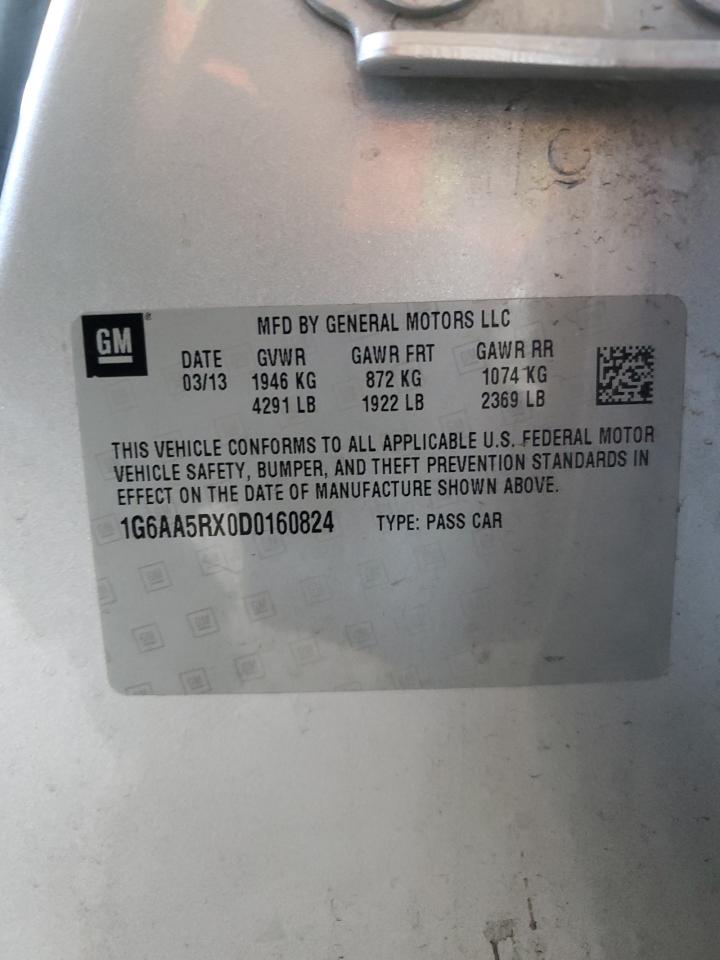 GM
MFD BY GENERAL MOTORS LLC
DATE GVWR GAWR FRT GAWR RR
03/13 1946 KG 872 KG 1074 KG
4291 LB 1922 LB 2369 LB
THIS VEHICLE CONFORMS TO ALL APPLICABLE U.S. FEDERAL MOTOR
VEHICLE SAFETY, BUMPER, AND THEFT PREVENTION STANDARDS IN
EFFECT ON THE DATE OF MANUFACTURE SHOWN ABOVE.
1G6AA5RX0D0160824 TYPE: PASS CAR